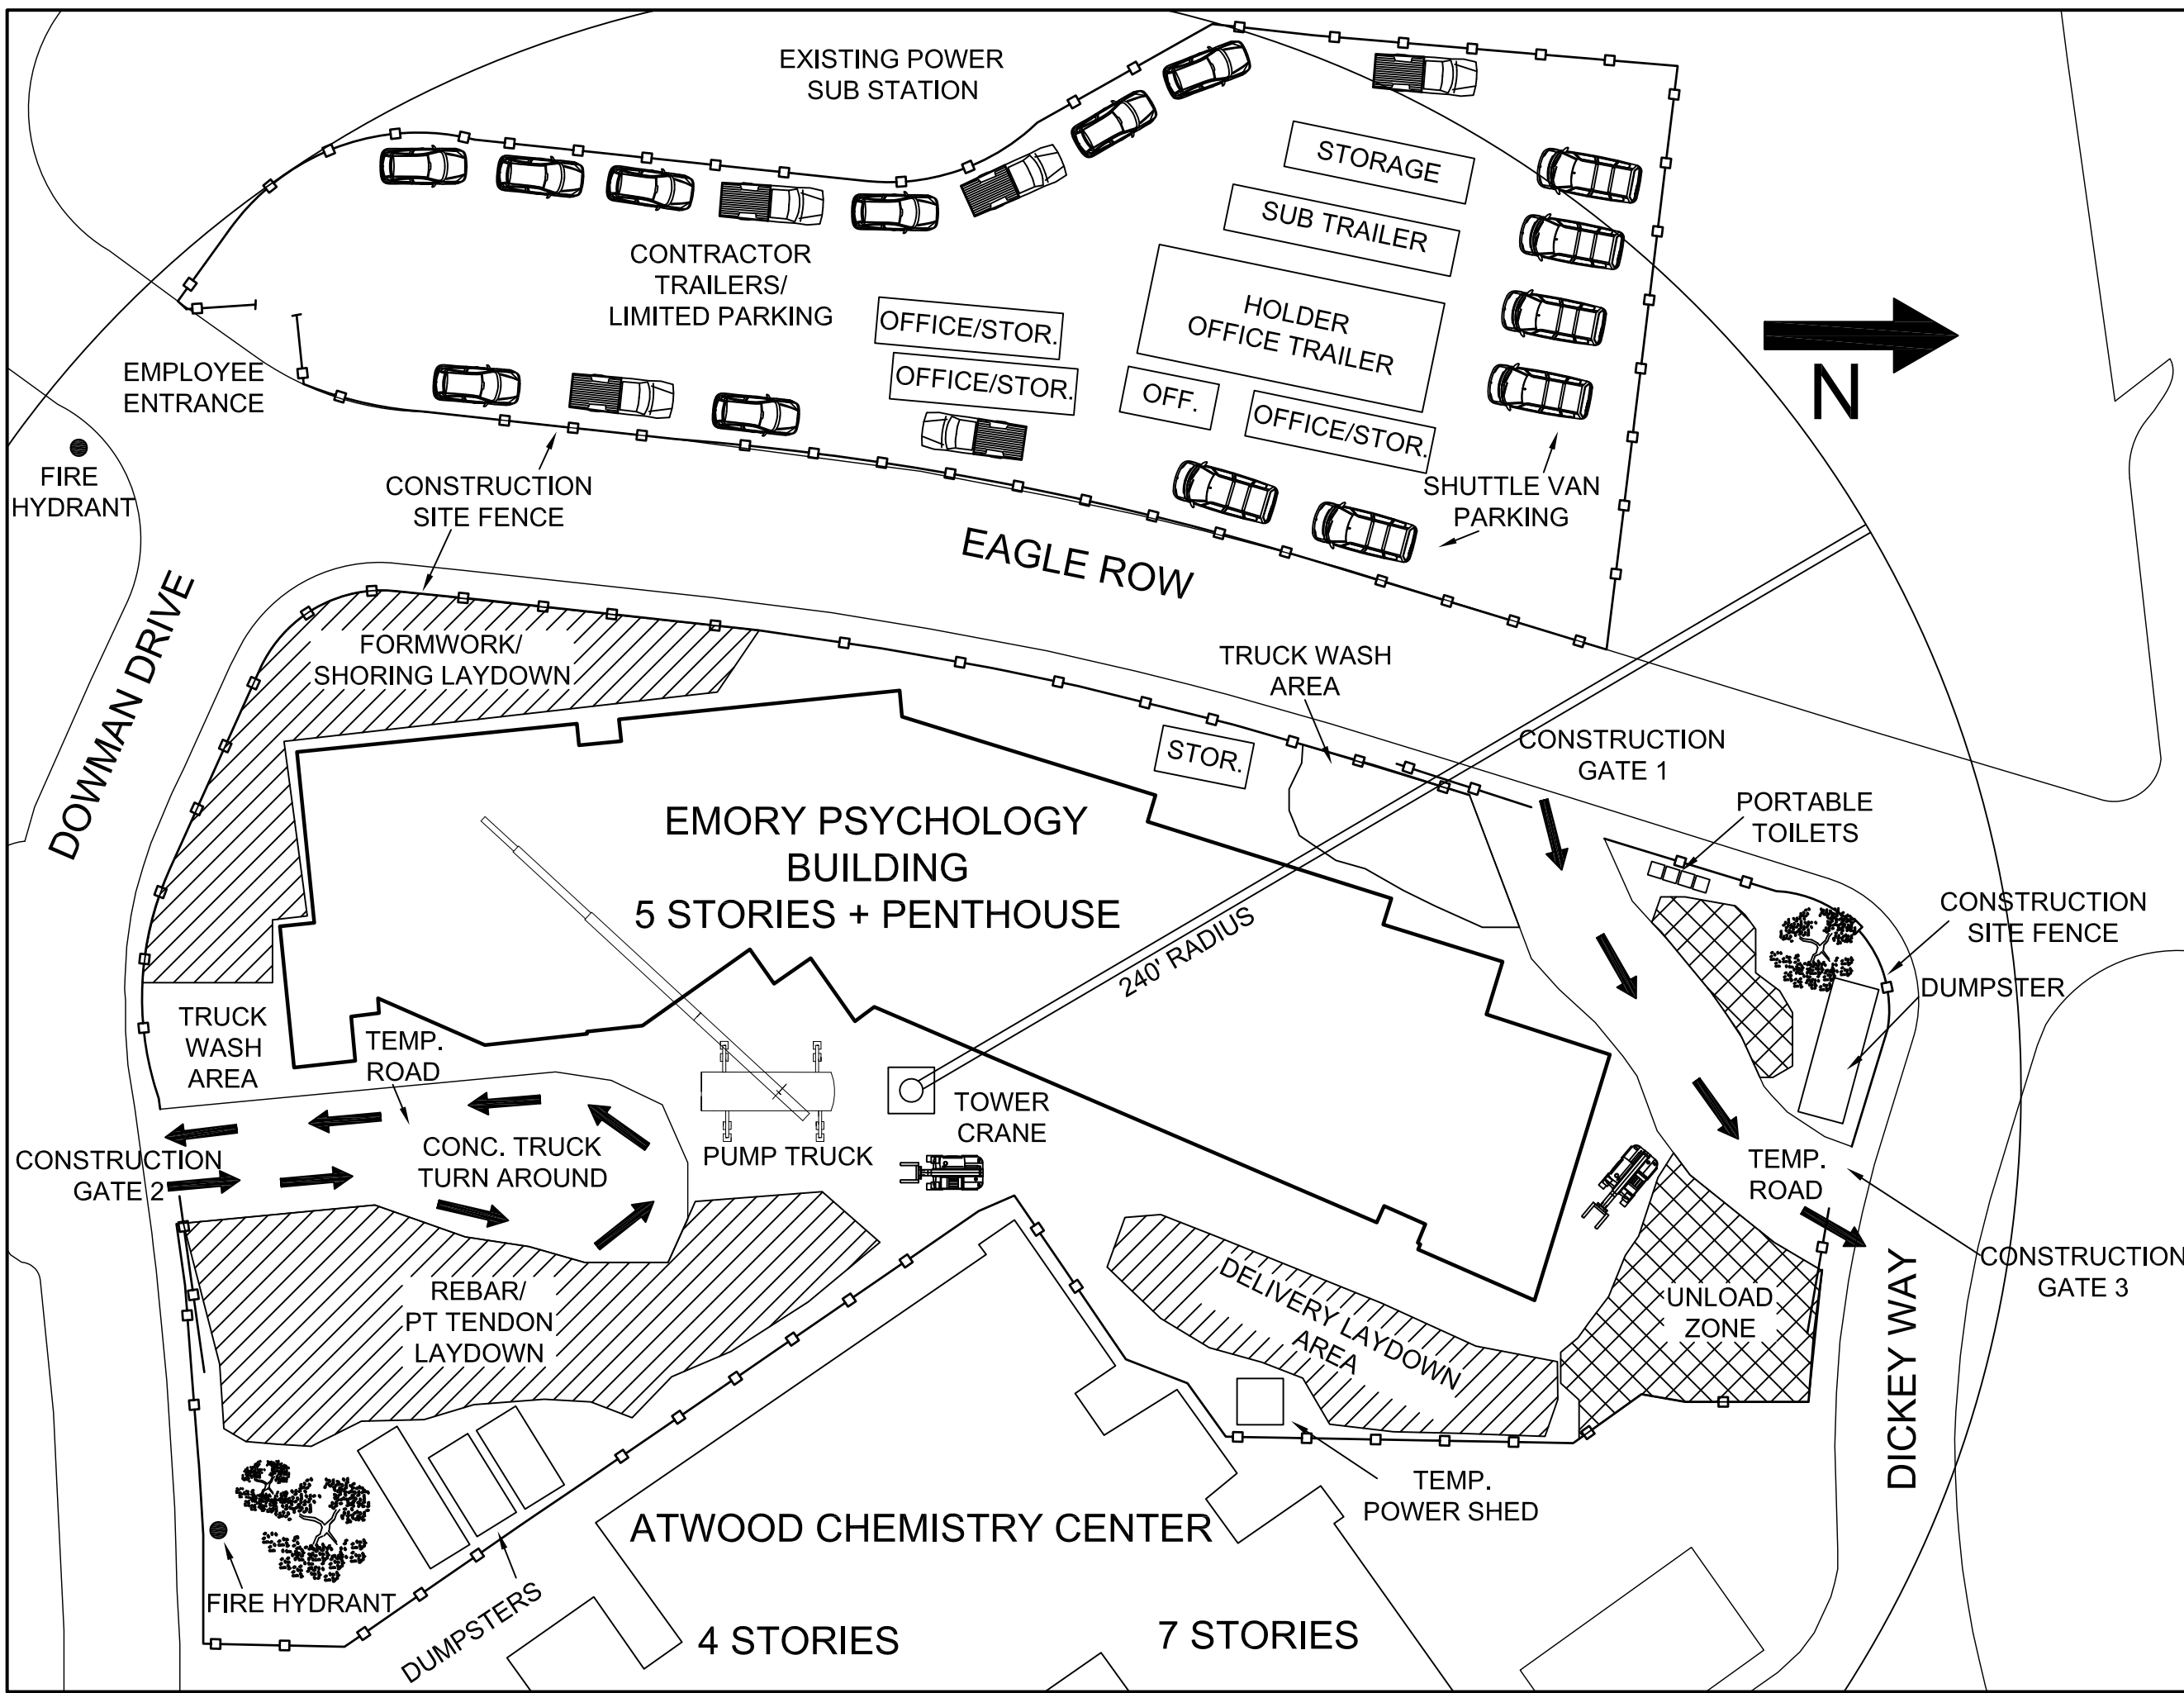 EXISTING POWER
SUB STATION
STORAGE
SUB TRAILER
CONTRACTOR
TRAILERS/
LIMITED PARKING
HOLDER
OFFICE TRAILER
OFFICE/STOR.
OFFICE/STOR.
OFF.
OFFICE/STOR.
N
EMPLOYEE
ENTRANCE
FIRE
HYDRANT
CONSTRUCTION
SITE FENCE
SHUTTLE VAN
PARKING
EAGLE ROW
DOWMAN DRIVE
FORMWORK/
SHORING LAYDOWN
TRUCK WASH
AREA
STOR.
CONSTRUCTION
GATE 1
PORTABLE
TOILETS
EMORY PSYCHOLOGY
BUILDING
5 STORIES + PENTHOUSE
240' RADIUS
CONSTRUCTION
SITE FENCE
DUMPSTER
TRUCK
WASH
AREA
TEMP.
ROAD
TOWER
CRANE
CONC. TRUCK
TURN AROUND
PUMP TRUCK
CONSTRUCTION
GATE 2
TEMP.
ROAD
CONSTRUCTION
GATE 3
REBAR/
PT TENDON
LAYDOWN
DELIVERY LAYDOWN
AREA
UNLOAD
ZONE
DICKEY WAY
TEMP.
POWER SHED
ATWOOD CHEMISTRY CENTER
FIRE HYDRANT
DUMPSTERS
4 STORIES
7 STORIES